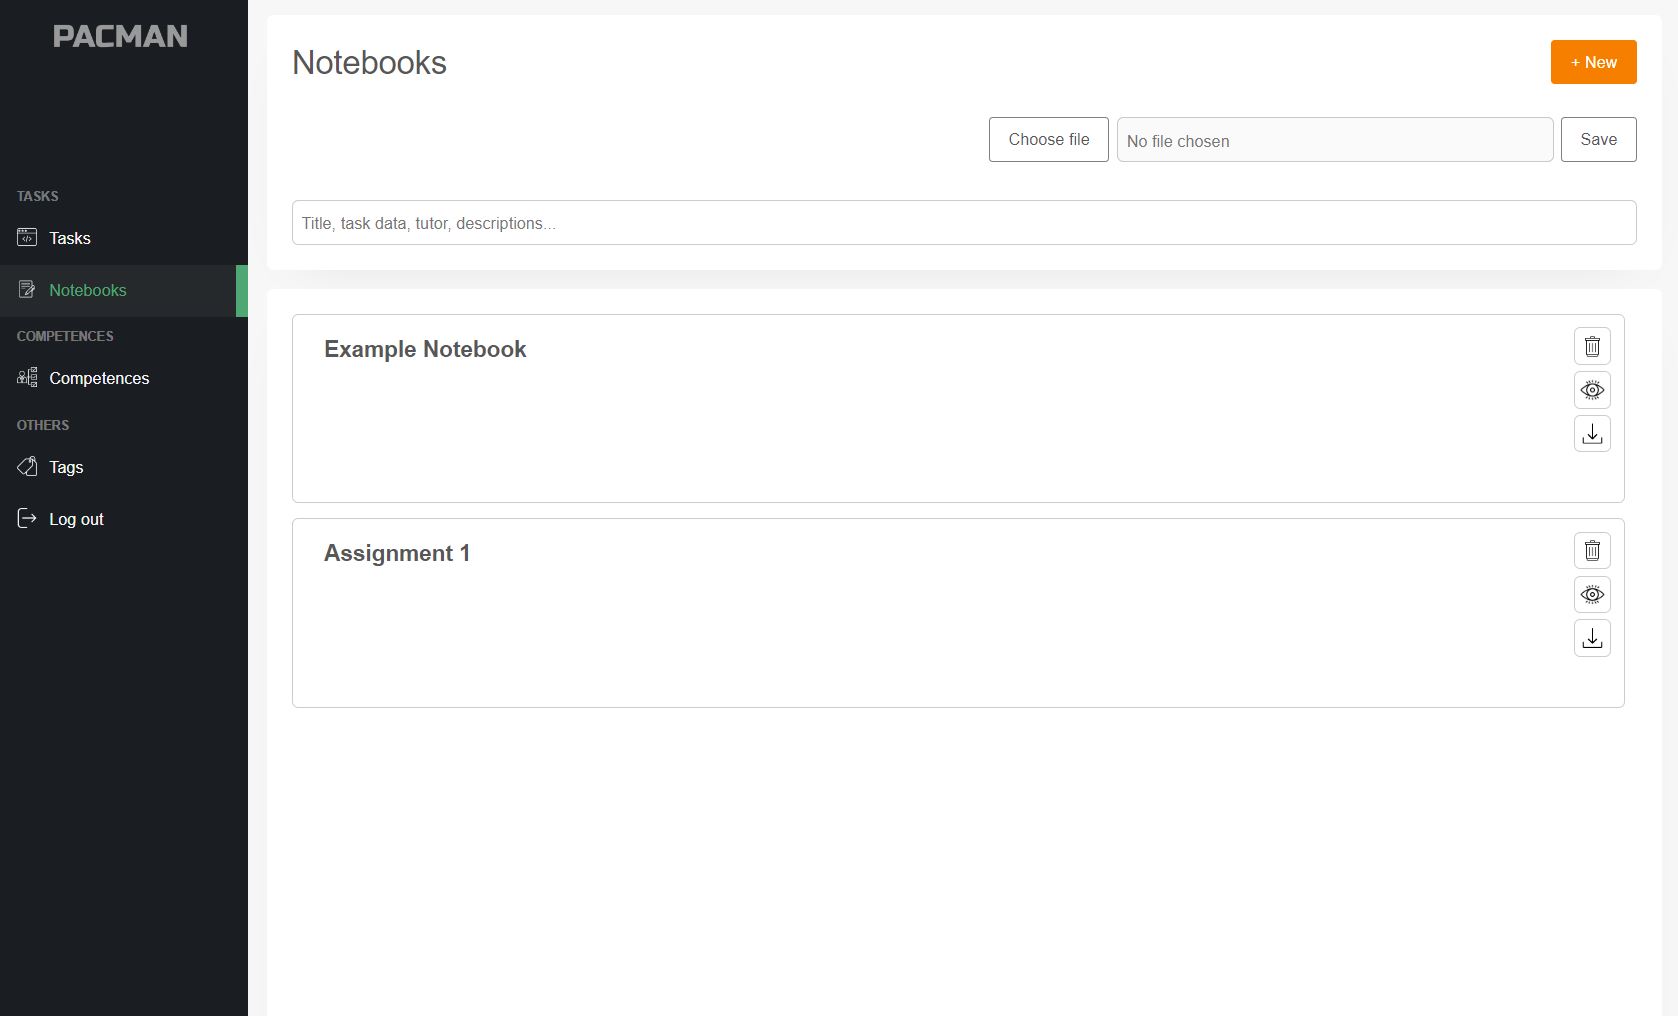 PACMAN
TASKS
Tasks
Notebooks
COMPETENCES
Competences
OTHERS
Tags
Log out
Notebooks
+ New
Choose file
No file chosen
Save
Title, task data, tutor, descriptions...
Example Notebook
Assignment 1